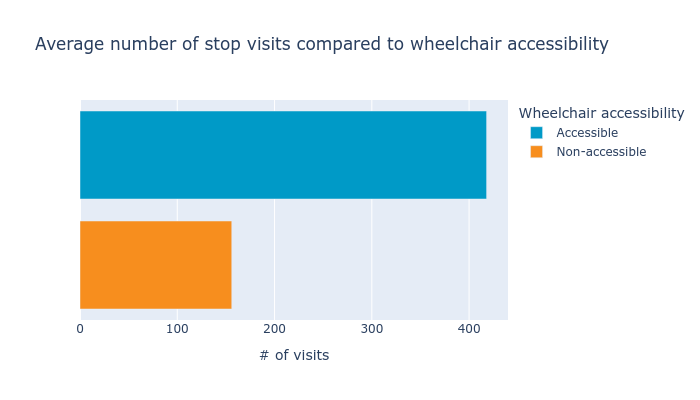 Average number of stop visits compared to wheelchair accessibility
Wheelchair accessibility
Accessible
Non-accessible
0 100 200 300 400
# of visits